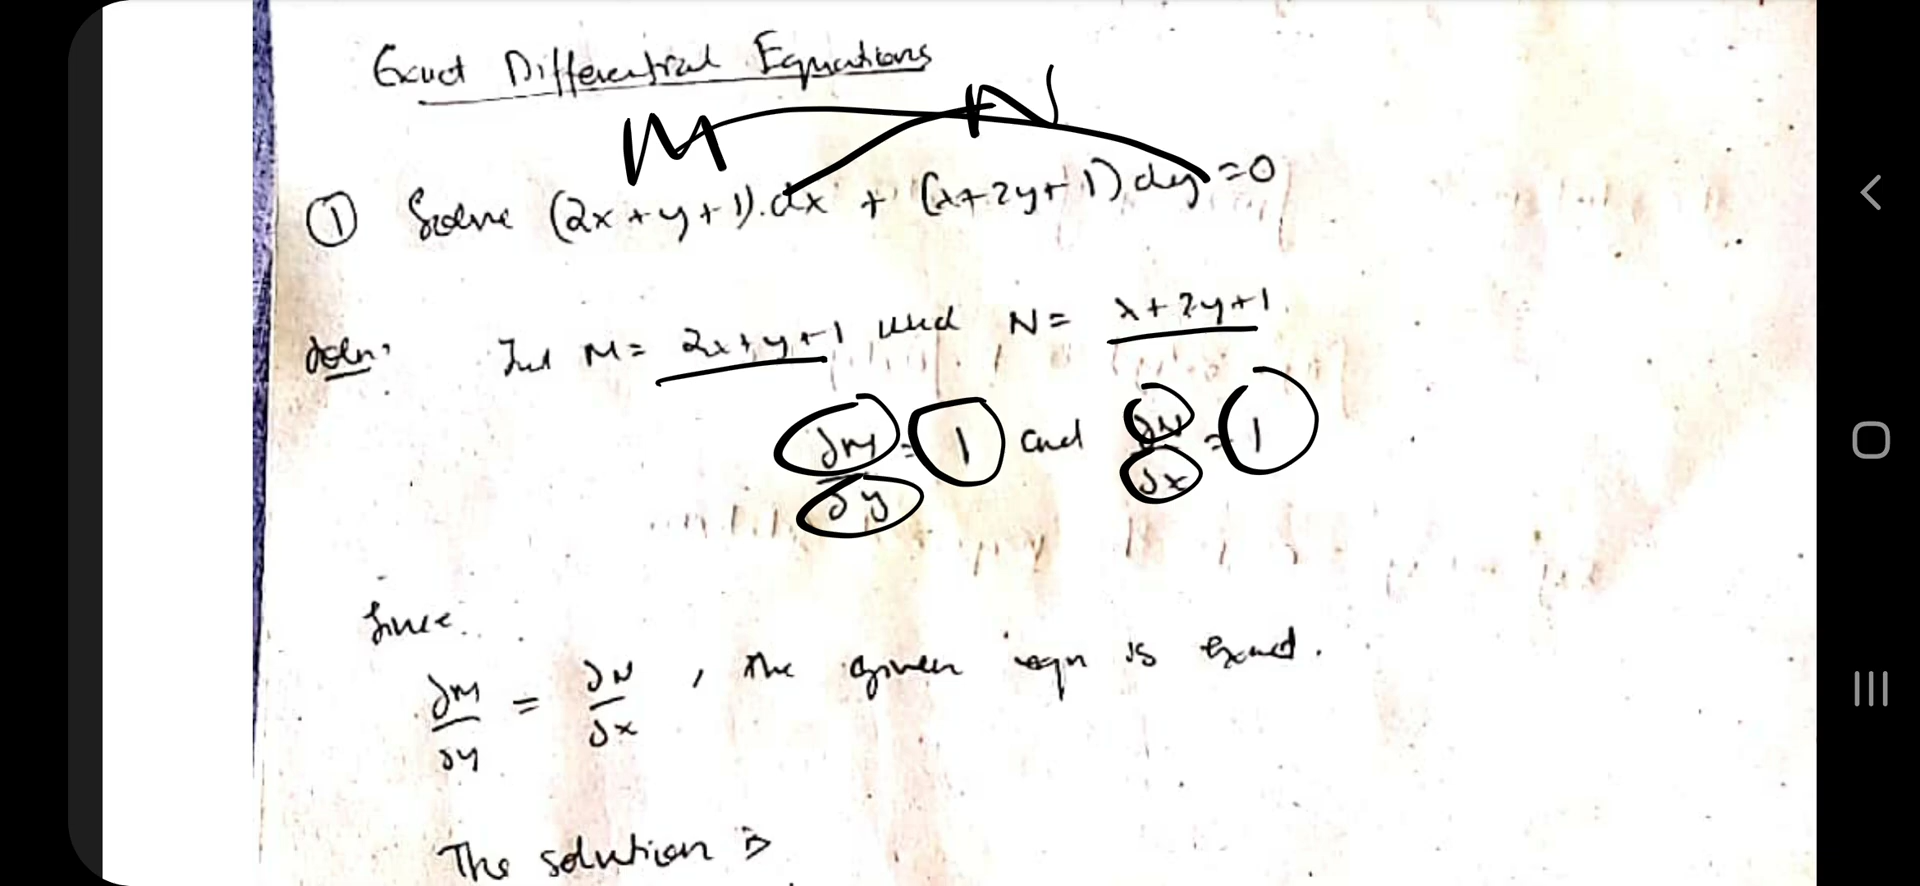 Exact Differential Equations
M N
① Solve (2x+y+1).dx + (x+2y+1)dy=0
Soln: Let M= 2x+y+1 and N= x+2y+1
∂M/∂y = 1 and ∂N/∂x = 1
Since
∂M/∂y = ∂N/∂x , the given eqn is Exact.
The solution is